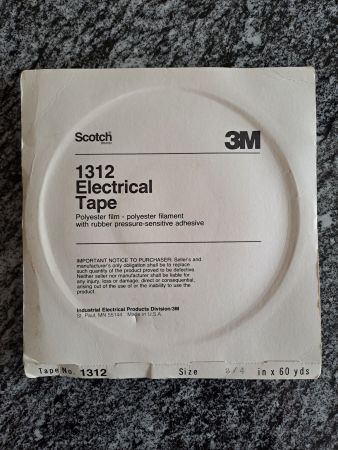 Scotch
BRAND
3M
1312
Electrical
Tape
Polyester film - polyester filament
with rubber pressure-sensitive adhesive
IMPORTANT NOTICE TO PURCHASER: Seller's and
manufacturer's only obligation shall be to replace
such quantity of the product proved to be defective.
Neither seller nor manufacturer shall be liable for
any injury, loss or damage, direct or consequential,
arising out of the use of or the inability to use the
product.
Industrial Electrical Products Division/3M
St. Paul, MN 55144 Made in U.S.A.
Tape No. 1312 Size 3/4 in x 60 yds